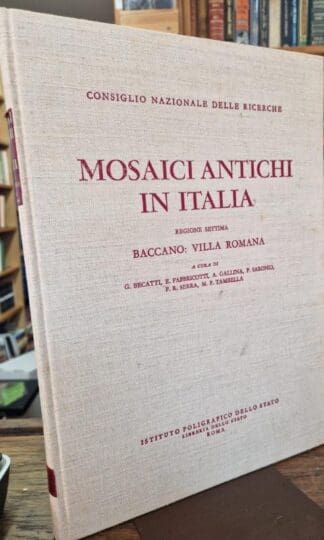 CONSIGLIO NAZIONALE DELLE RICERCHE
MOSAICI ANTICHI
IN ITALIA
REGIONE SETTIMA
BACCANO: VILLA ROMANA
A CURA DI
G. BECATTI, E. FABBRICOTTI, A. GALLINA, P. SARONIO,
F. R. SERRA, M. P. TAMBELLA
ISTITUTO POLIGRAFICO DELLO STATO
LIBRERIA DELLO STATO
ROMA